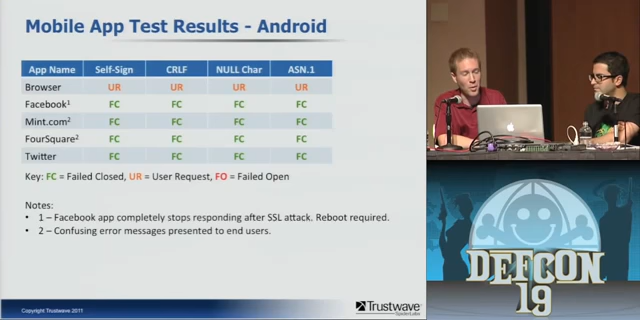 Mobile App Test Results - Android
App Name Self-Sign CRLF NULL Char ASN.1
Browser UR UR UR UR
Facebook¹ FC FC FC FC
Mint.com² FC FC FC FC
FourSquare² FC FC FC FC
Twitter FC FC FC FC
Key: FC = Failed Closed, UR = User Request, FO = Failed Open
Notes:
• 1 – Facebook app completely stops responding after SSL attack. Reboot required.
• 2 – Confusing error messages presented to end users.
Copyright Trustwave 2011
Trustwave
SpiderLabs
DEFCON
19